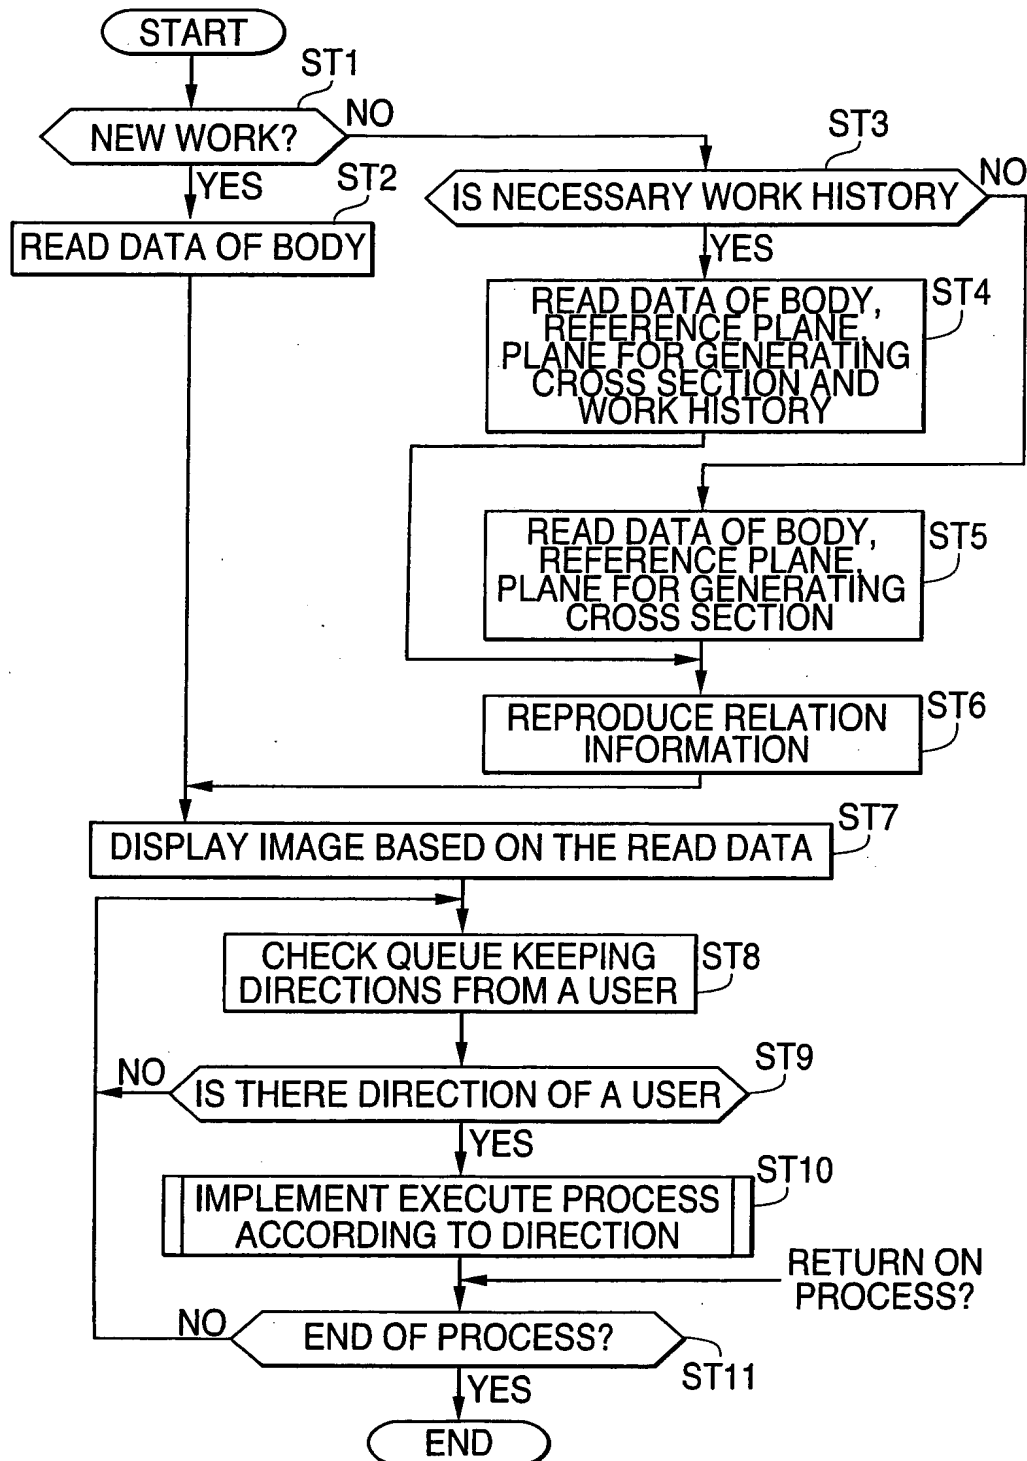 START
ST1
NEW WORK?
NO
ST3
YES
ST2
IS NECESSARY WORK HISTORY
NO
READ DATA OF BODY
YES
READ DATA OF BODY,
REFERENCE PLANE,
PLANE FOR GENERATING
CROSS SECTION AND
WORK HISTORY
ST4
READ DATA OF BODY,
REFERENCE PLANE,
PLANE FOR GENERATING
CROSS SECTION
ST5
REPRODUCE RELATION
INFORMATION
ST6
DISPLAY IMAGE BASED ON THE READ DATA
ST7
CHECK QUEUE KEEPING
DIRECTIONS FROM A USER
ST8
NO
IS THERE DIRECTION OF A USER
ST9
YES
IMPLEMENT EXECUTE PROCESS
ACCORDING TO DIRECTION
ST10
RETURN ON
PROCESS?
NO
END OF PROCESS?
ST11
YES
END